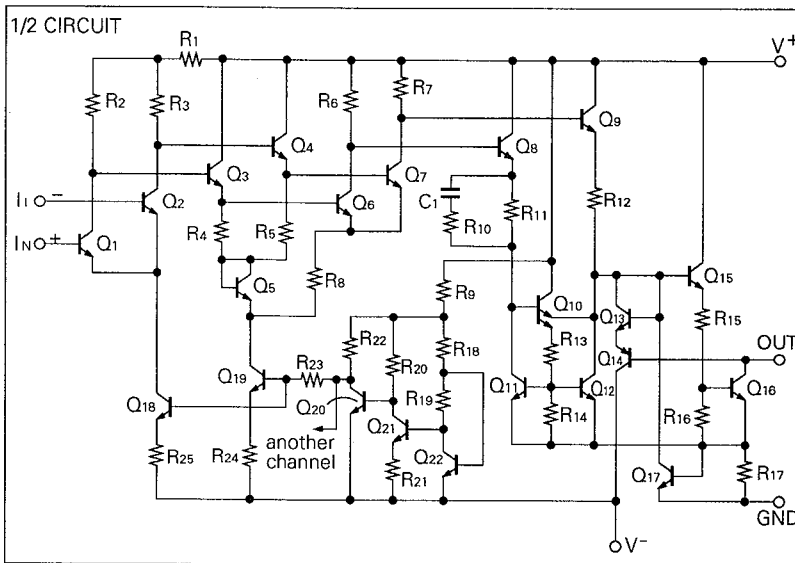 1/2 CIRCUIT
V+
R1
R2
R3
R6
R7
Q9
Q4
Q8
Q3
Q7
II −
Q2
Q6
C1
R12
R10
R11
R4
R5
IN +
Q1
Q5
R8
R9
Q10
Q13
Q15
R15
OUT
R22
R20
R18
R13
Q14
Q19
R23
Q11
Q12
Q16
Q18
Q20
R19
R14
R16
another
channel
Q21
Q22
Q17
R17
R25
R24
R21
GND
V−